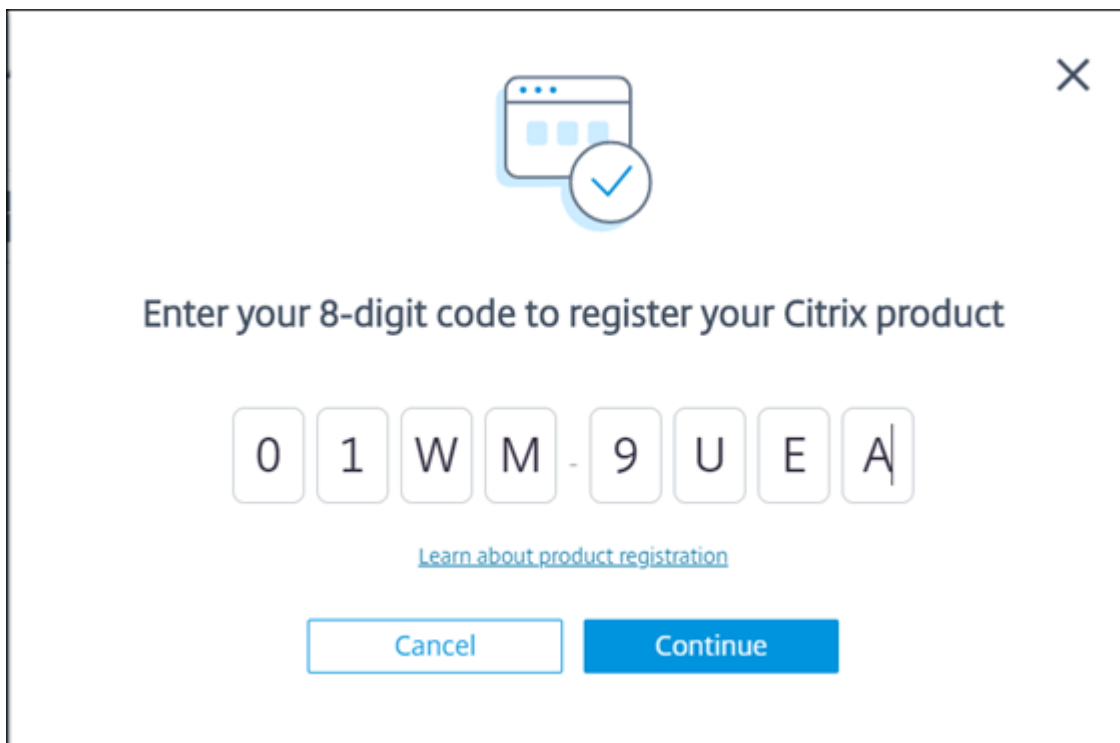 Enter your 8-digit code to register your Citrix product
0 1 W M - 9 U E A
Learn about product registration
Cancel Continue